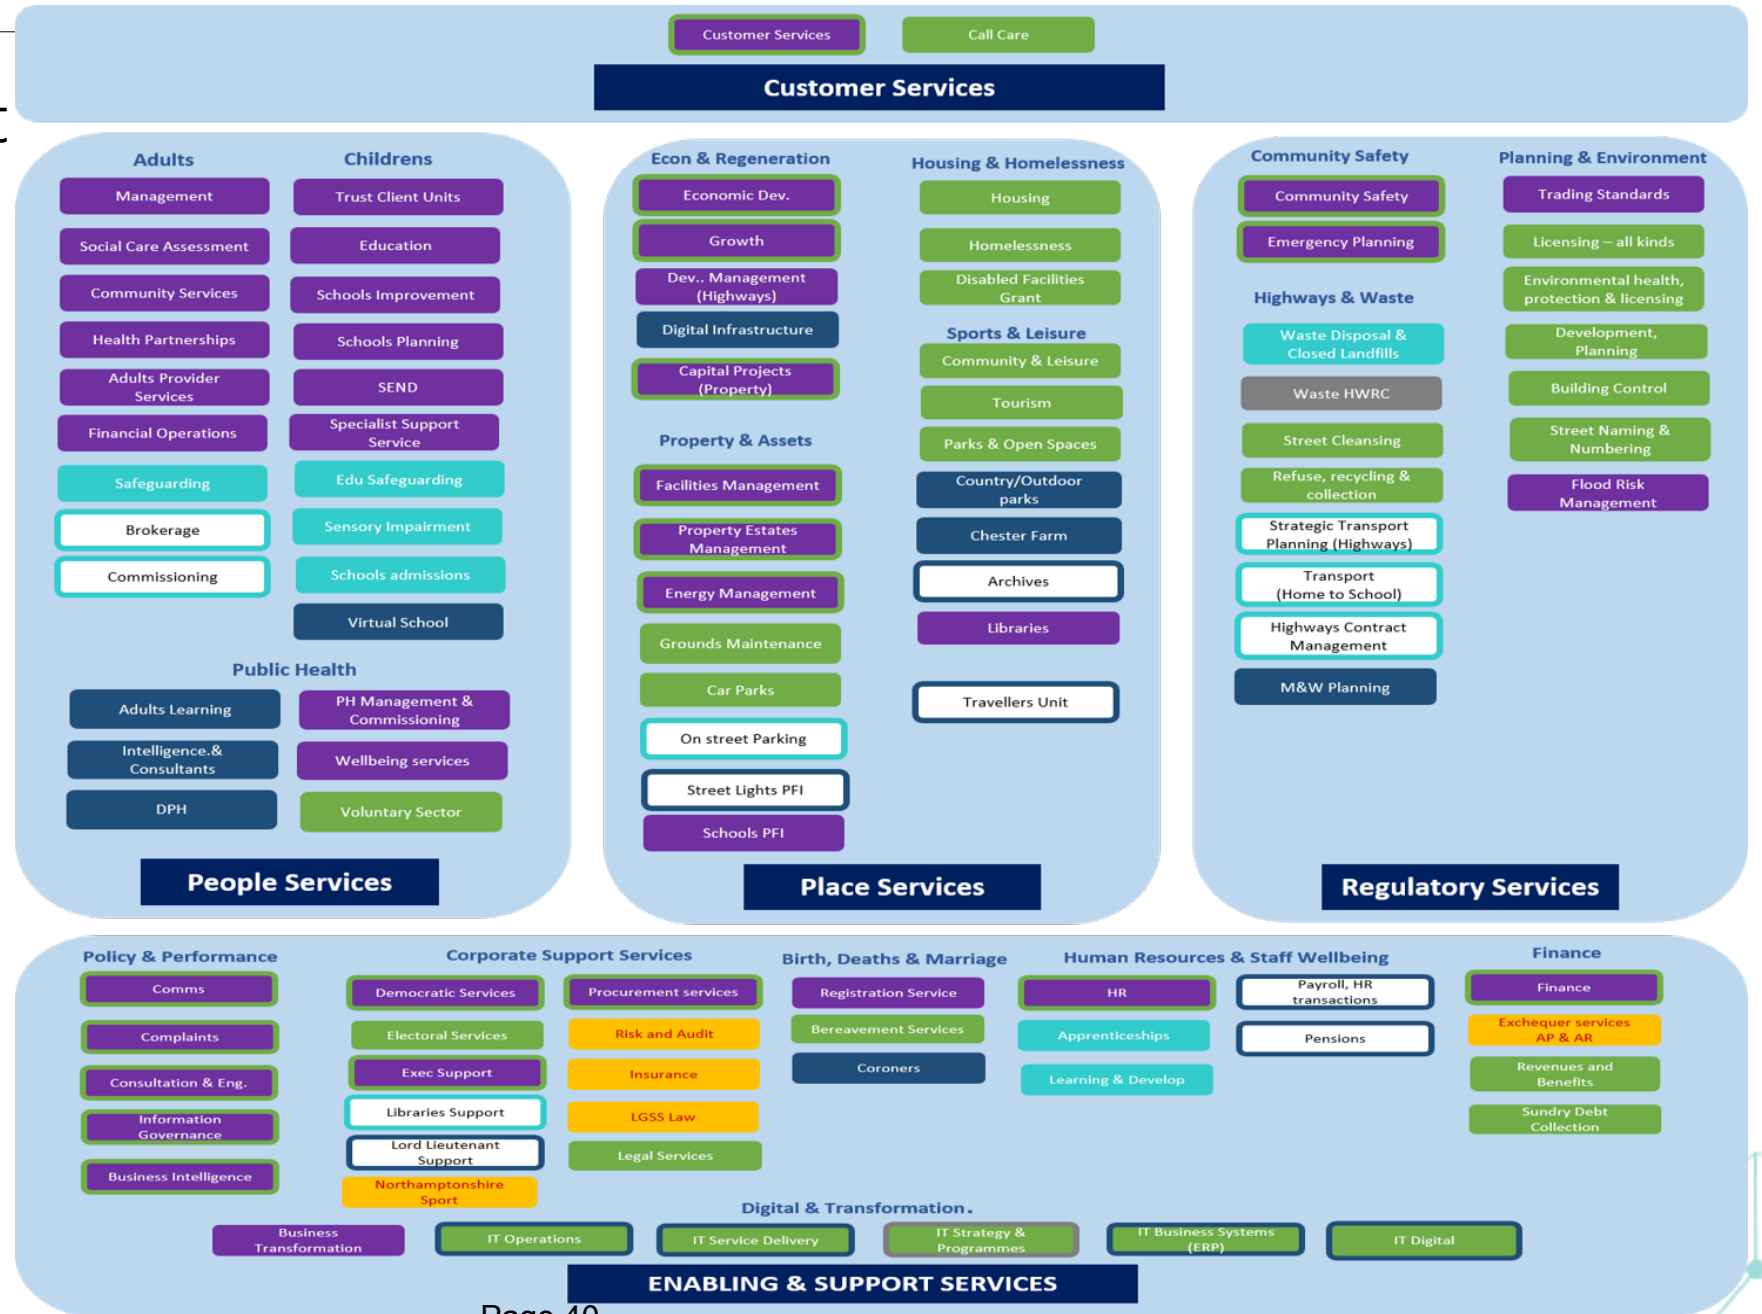 t
Customer Services
Call Care
Customer Services
Adults
Management
Social Care Assessment
Community Services
Health Partnerships
Adults Provider
Services
Financial Operations
Safeguarding
Brokerage
Commissioning
Childrens
Trust Client Units
Education
Schools Improvement
Schools Planning
SEND
Specialist Support
Service
Edu Safeguarding
Sensory Impairment
Schools admissions
Virtual School
Public Health
Adults Learning
Intelligence.&
Consultants
DPH
PH Management &
Commissioning
Wellbeing services
Voluntary Sector
People Services
Econ & Regeneration
Economic Dev.
Growth
Dev.. Management
(Highways)
Digital Infrastructure
Capital Projects
(Property)
Property & Assets
Facilities Management
Property Estates
Management
Energy Management
Grounds Maintenance
Car Parks
On street Parking
Street Lights PFI
Schools PFI
Housing & Homelessness
Housing
Homelessness
Disabled Facilities
Grant
Sports & Leisure
Community & Leisure
Tourism
Parks & Open Spaces
Country/Outdoor
parks
Chester Farm
Archives
Libraries
Travellers Unit
Place Services
Community Safety
Community Safety
Emergency Planning
Highways & Waste
Waste Disposal &
Closed Landfills
Waste HWRC
Street Cleansing
Refuse, recycling &
collection
Strategic Transport
Planning (Highways)
Transport
(Home to School)
Highways Contract
Management
M&W Planning
Planning & Environment
Trading Standards
Licensing – all kinds
Environmental health,
protection & licensing
Development,
Planning
Building Control
Street Naming &
Numbering
Flood Risk
Management
Regulatory Services
Policy & Performance
Comms
Complaints
Consultation & Eng.
Information
Governance
Business Intelligence
Corporate Support Services
Democratic Services
Electoral Services
Exec Support
Libraries Support
Lord Lieutenant
Support
Northamptonshire
Sport
Procurement services
Risk and Audit
Insurance
LGSS Law
Legal Services
Birth, Deaths & Marriage
Registration Service
Bereavement Services
Coroners
Human Resources & Staff Wellbeing
HR
Apprenticeships
Learning & Develop
Payroll, HR
transactions
Pensions
Finance
Finance
Exchequer services
AP & AR
Revenues and
Benefits
Sundry Debt
Collection
Digital & Transformation.
Business
Transformation
IT Operations
IT Service Delivery
IT Strategy &
Programmes
IT Business Systems
(ERP)
IT Digital
ENABLING & SUPPORT SERVICES
Page 40